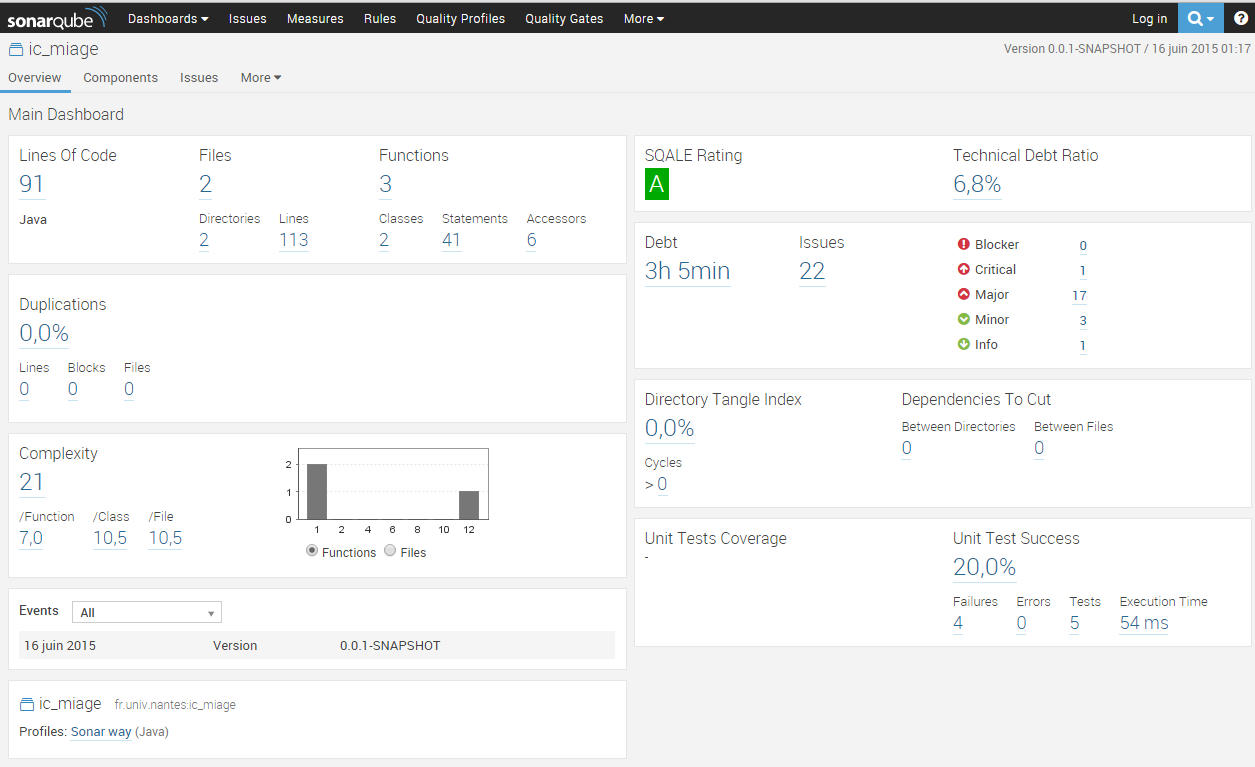 sonarqube Dashboards Issues Measures Rules Quality Profiles Quality Gates More Log in ?
ic_miage
Version 0.0.1-SNAPSHOT / 16 juin 2015 01:17
Overview Components Issues More
Main Dashboard
Lines Of Code Files Functions
91 2 3
Java
Directories Lines Classes Statements Accessors
2 113 2 41 6
Duplications
0,0%
Lines Blocks Files
0 0 0
Complexity
21
/Function /Class /File
7,0 10,5 10,5
2
1
0
1 2 4 6 8 10 12
Functions Files
Events All
16 juin 2015 Version 0.0.1-SNAPSHOT
ic_miage fr.univ.nantes:ic_miage
Profiles: Sonar way (Java)
SQALE Rating Technical Debt Ratio
A 6,8%
Debt Issues
3h 5min 22
Blocker 0
Critical 1
Major 17
Minor 3
Info 1
Directory Tangle Index Dependencies To Cut
0,0%
Between Directories Between Files
0 0
Cycles
> 0
Unit Tests Coverage Unit Test Success
- 20,0%
Failures Errors Tests Execution Time
4 0 5 54 ms